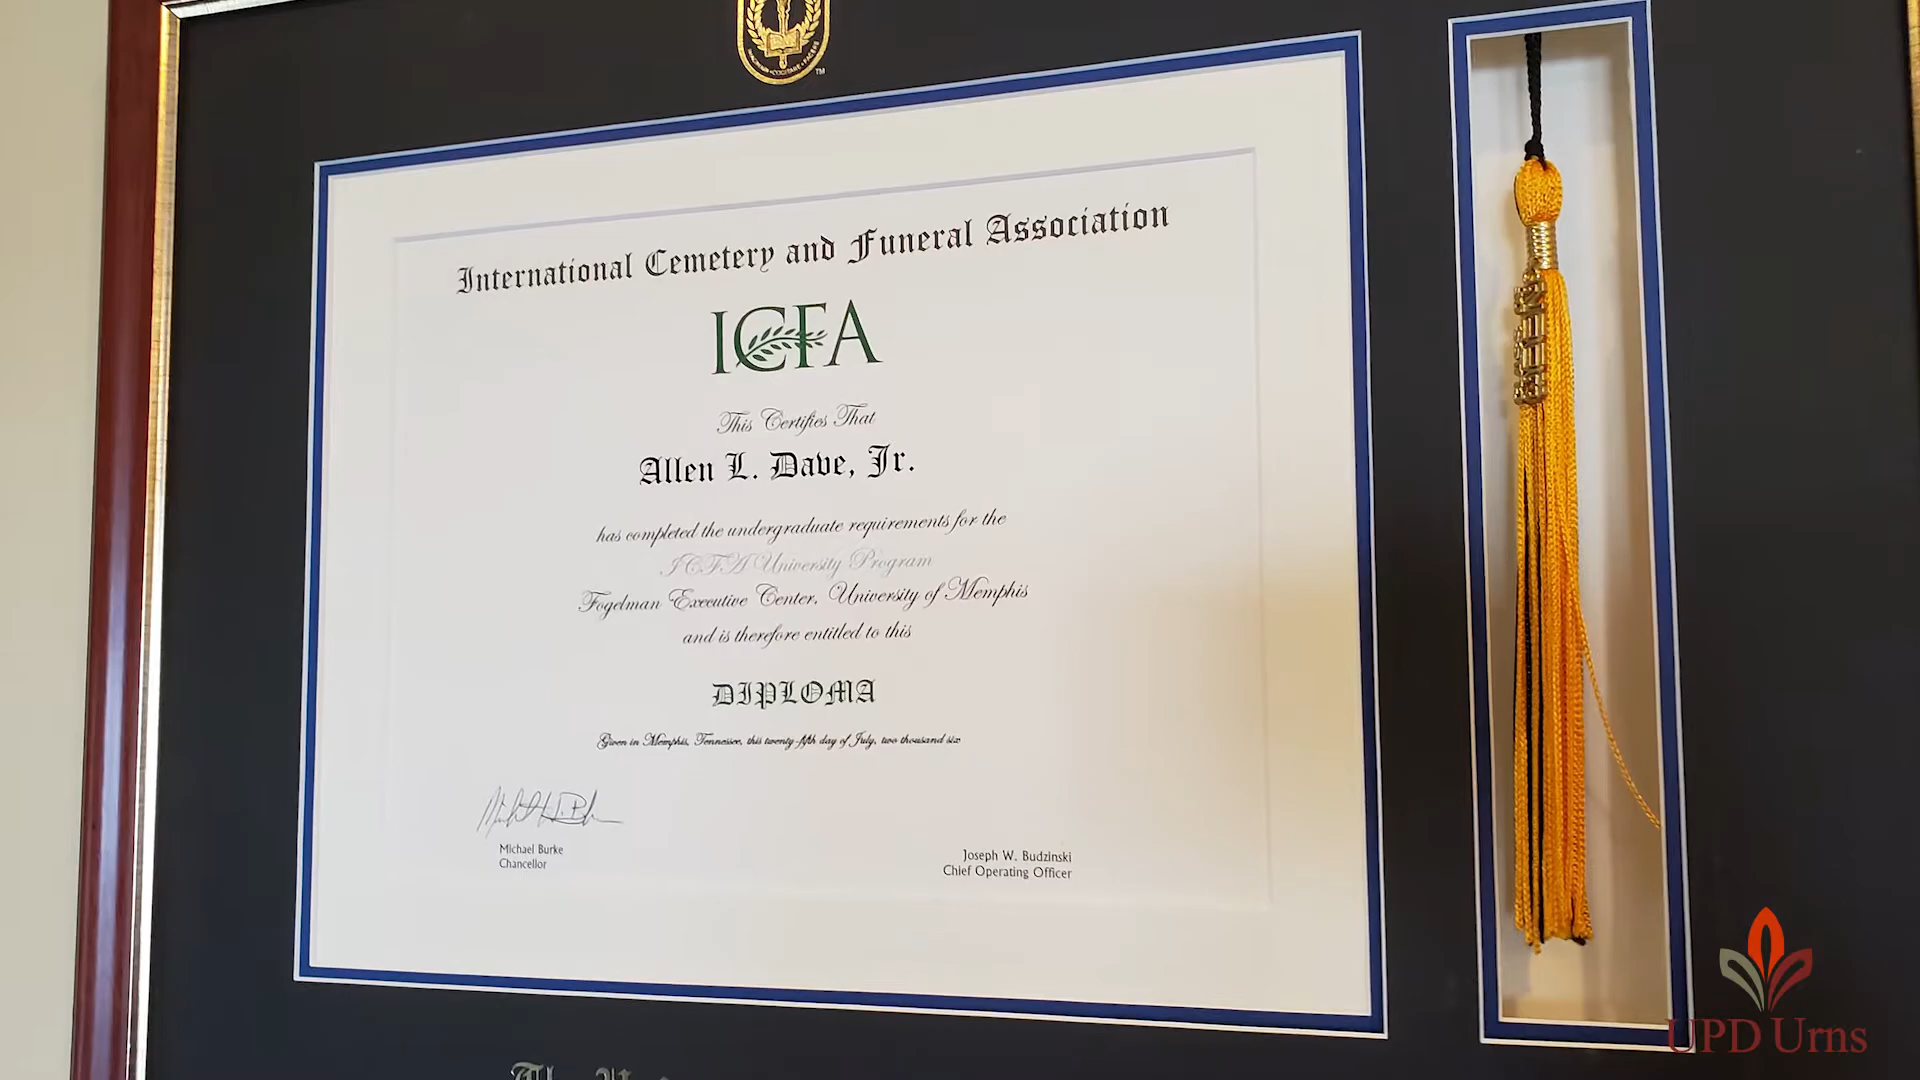 International Cemetery and Funeral Association
ICFA
This Certifies That
Allen L. Dave, Jr.
has completed the undergraduate requirements for the
ICFA University Program
Fogelman Executive Center, University of Memphis
and is therefore entitled to this
DIPLOMA
Given in Memphis, Tennessee, this twenty-fifth day of July, two thousand six
Michael Burke
Chancellor
Joseph W. Budzinski
Chief Operating Officer
UPD Urns